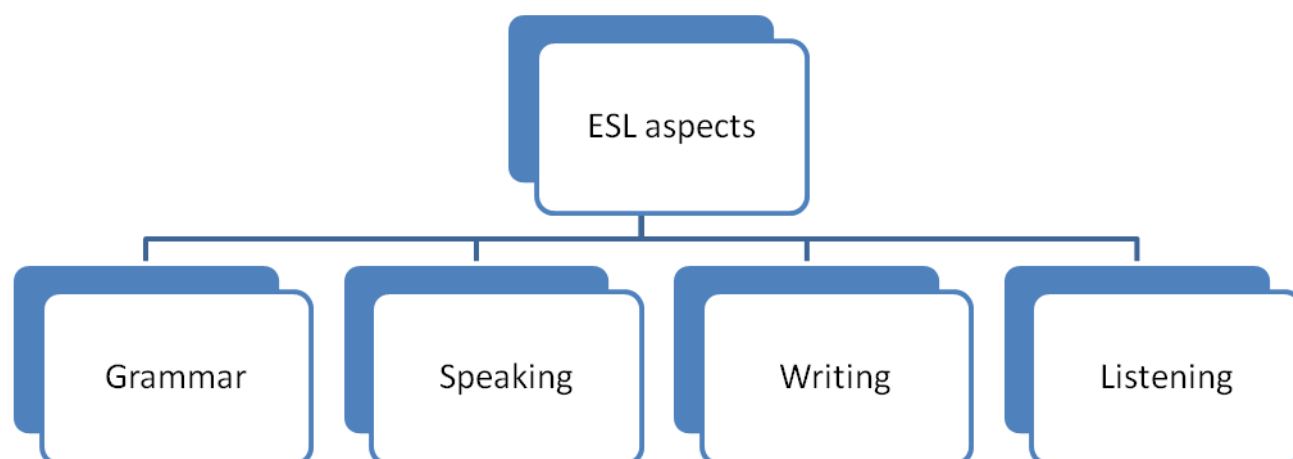 ESL aspects
Grammar
Speaking
Writing
Listening